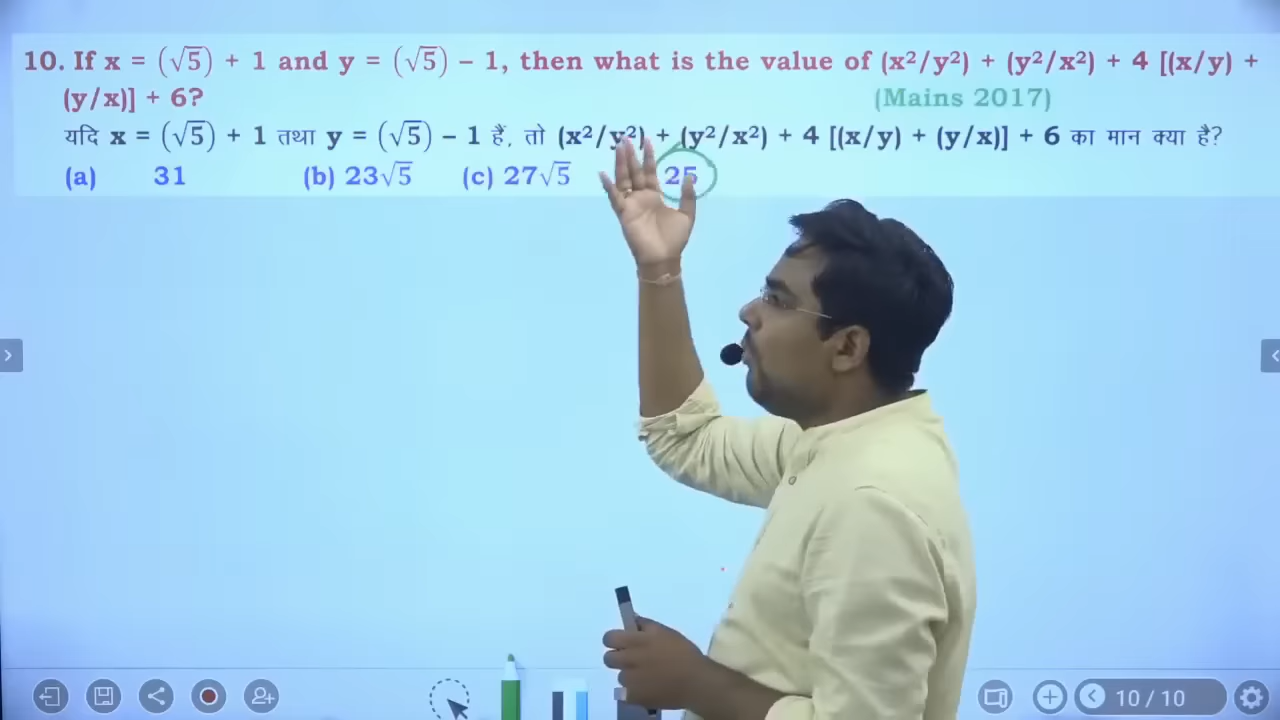 10. If x = (√5) + 1 and y = (√5) − 1, then what is the value of (x²/y²) + (y²/x²) + 4 [(x/y) +
(y/x)] + 6? (Mains 2017)
यदि x = (√5) + 1 तथा y = (√5) − 1 हैं, तो (x²/y²) + (y²/x²) + 4 [(x/y) + (y/x)] + 6 का मान क्या है?
(a) 31 (b) 23√5 (c) 27√5 25
10 / 10